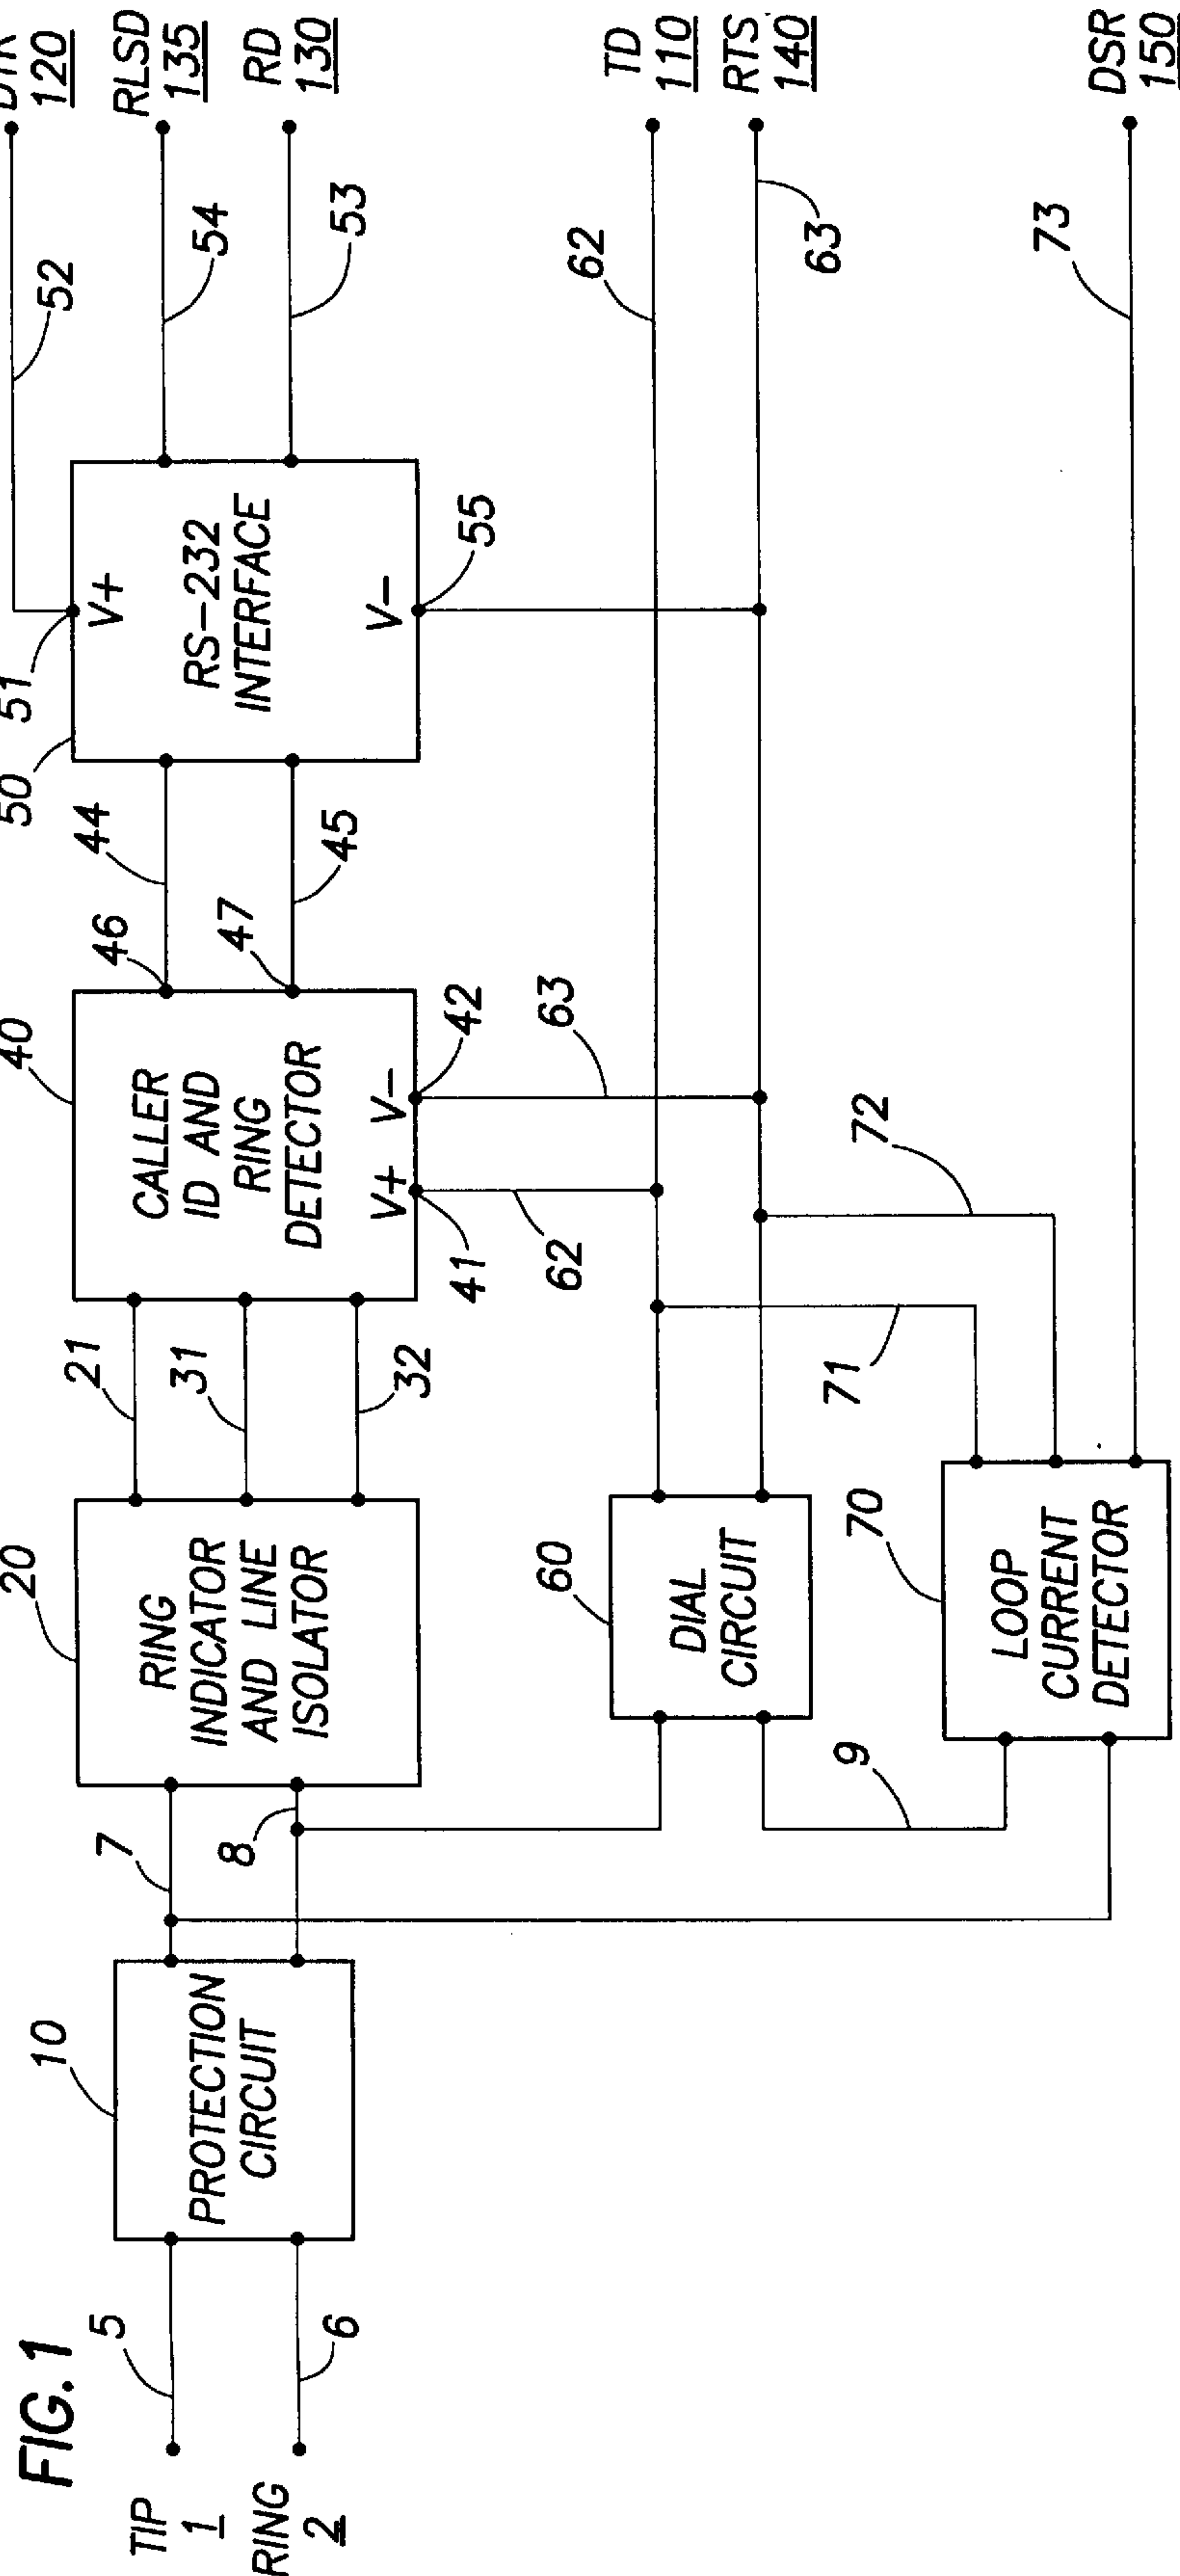 FIG. 1
TIP
1
RING
2
5
6
10
PROTECTION
CIRCUIT
7
8
9
20
RING
INDICATOR
AND LINE
ISOLATOR
21
31
32
40
CALLER
ID AND
RING
DETECTOR
V+
V-
41
42
46
47
44
45
50
51
V+
RS-232
INTERFACE
V-
55
52
54
53
120
RLSD
135
RD
130
60
DIAL
CIRCUIT
62
63
62
63
TD
110
RTS
140
70
LOOP
CURRENT
DETECTOR
71
72
73
DSR
150